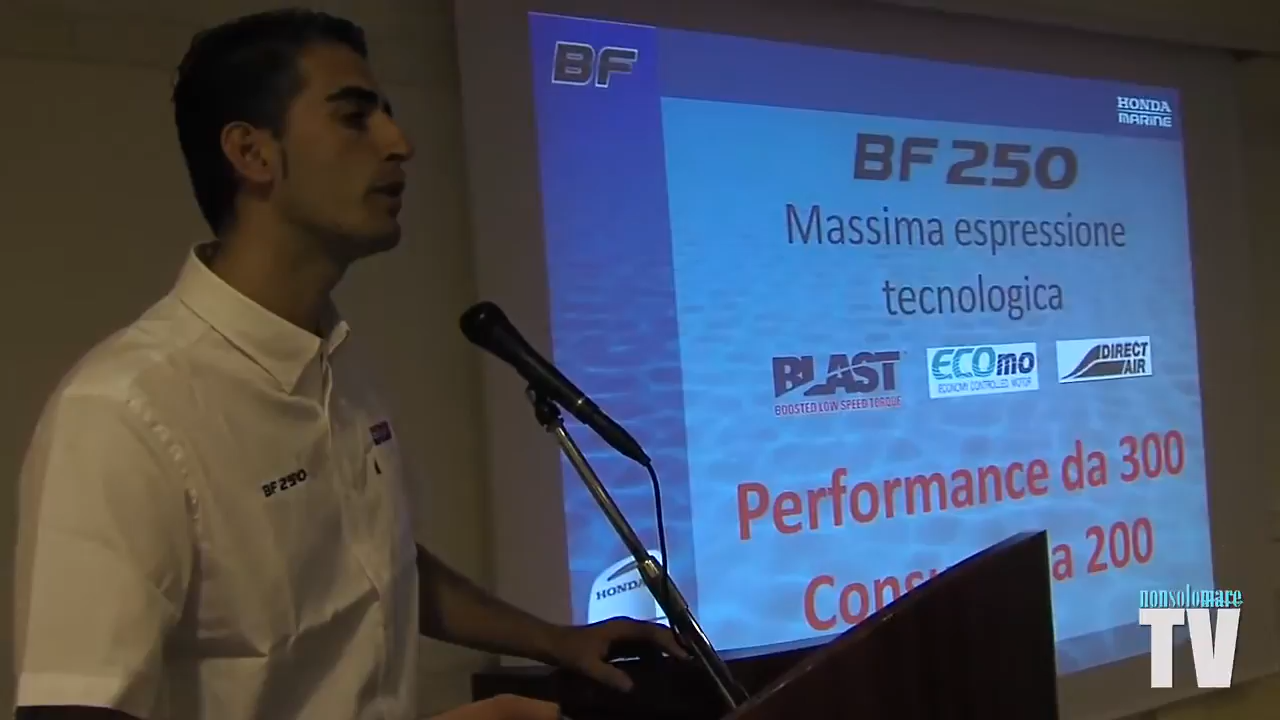 BF
HONDA
MARINE
BF 250
Massima espressione
tecnologica
BLAST
BOOSTED LOW SPEED TORQUE
ECOmo
ECONOMY CONTROLLED MOTOR
DIRECT
AIR
Performance da 300
a 200
HONDA
BF 250
nonsolomare
TV